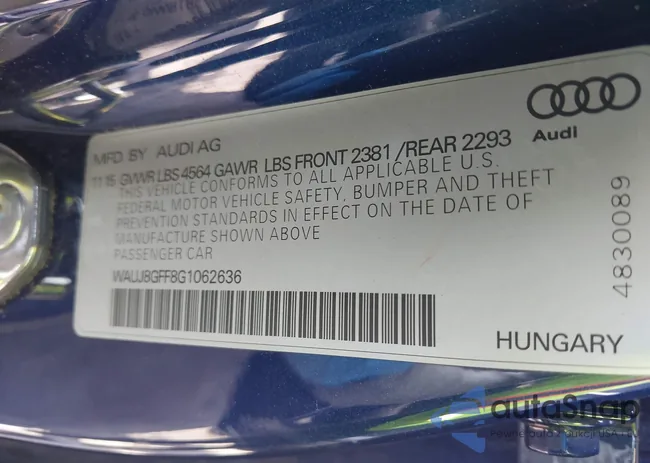 MFD BY AUDI AG
11 15 GVWR LBS 4564 GAWR LBS FRONT 2381 /REAR 2293
THIS VEHICLE CONFORMS TO ALL APPLICABLE U.S.
FEDERAL MOTOR VEHICLE SAFETY, BUMPER AND THEFT
PREVENTION STANDARDS IN EFFECT ON THE DATE OF
MANUFACTURE SHOWN ABOVE
PASSENGER CAR
WAUJ8GFF8G1062636
Audi
4830089
HUNGARY
autoSnap